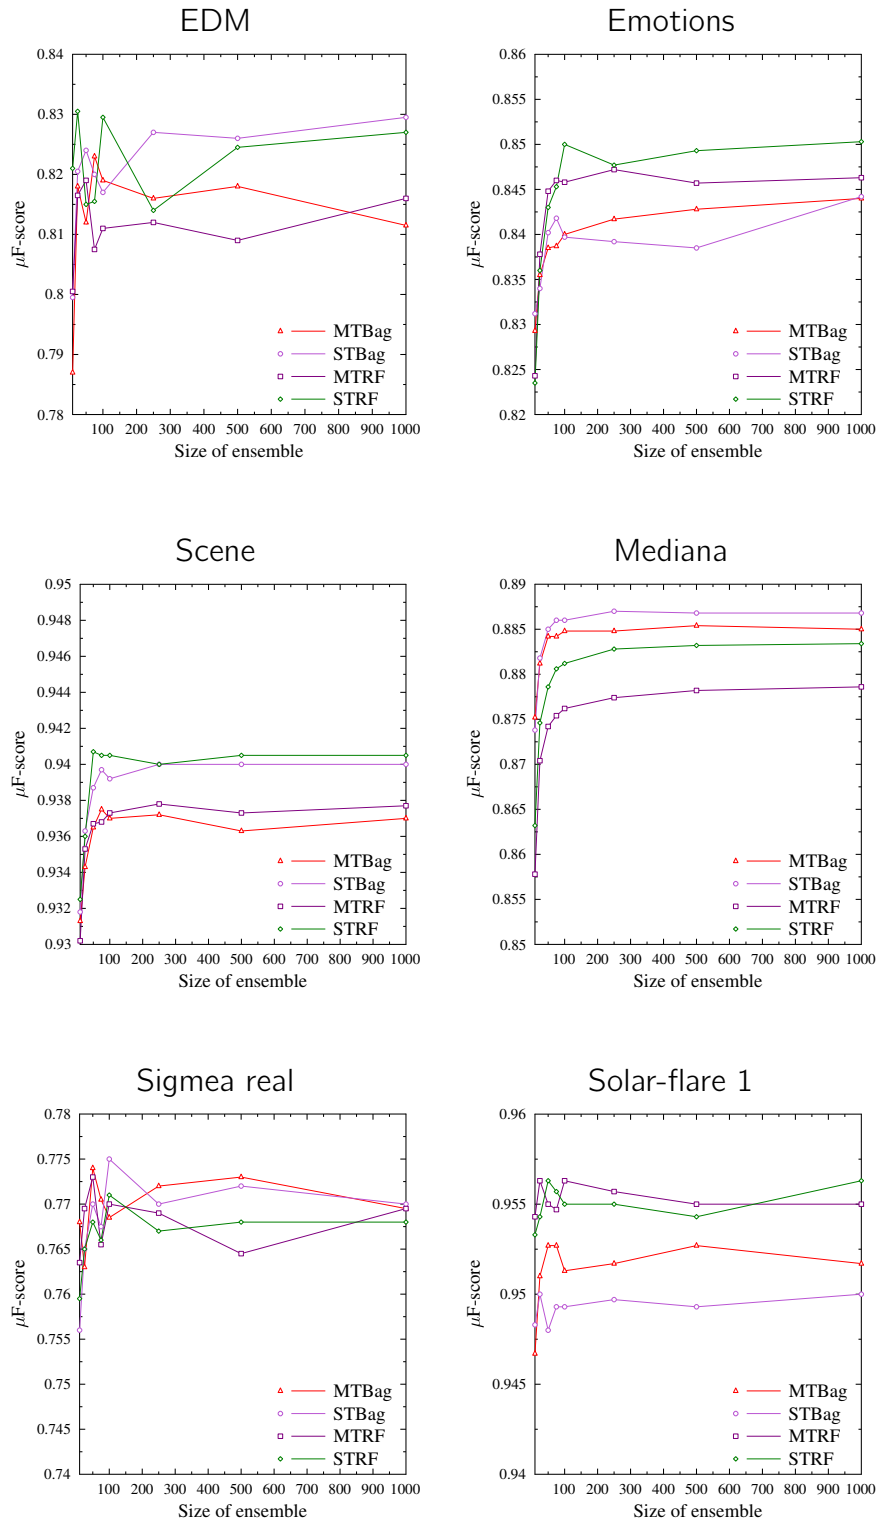 EDM
0.84
0.83
0.82
0.81
0.8
0.79
0.78
µF-score
MTBag
STBag
MTRF
STRF
100 200 300 400 500 600 700 800 900 1000
Size of ensemble
Emotions
0.86
0.855
0.85
0.845
0.84
0.835
0.83
0.825
0.82
µF-score
MTBag
STBag
MTRF
STRF
100 200 300 400 500 600 700 800 900 1000
Size of ensemble
Scene
0.95
0.948
0.946
0.944
0.942
0.94
0.938
0.936
0.934
0.932
0.93
µF-score
MTBag
STBag
MTRF
STRF
100 200 300 400 500 600 700 800 900 1000
Size of ensemble
Mediana
0.89
0.885
0.88
0.875
0.87
0.865
0.86
0.855
0.85
µF-score
MTBag
STBag
MTRF
STRF
100 200 300 400 500 600 700 800 900 1000
Size of ensemble
Sigmea real
0.78
0.775
0.77
0.765
0.76
0.755
0.75
0.745
0.74
µF-score
MTBag
STBag
MTRF
STRF
100 200 300 400 500 600 700 800 900 1000
Size of ensemble
Solar-flare 1
0.96
0.955
0.95
0.945
0.94
µF-score
MTBag
STBag
MTRF
STRF
100 200 300 400 500 600 700 800 900 1000
Size of ensemble